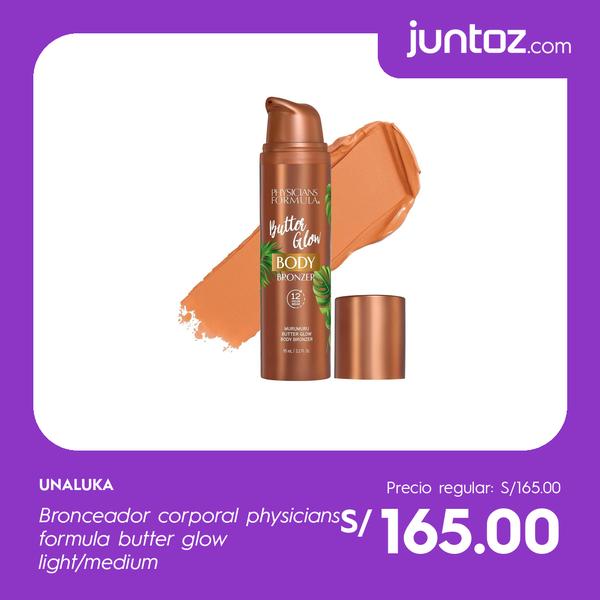 juntoz.com
PHYSICIANS
FORMULA®
Butter
Glow
BODY
BRONZER
12
MURUMURU
BUTTER GLOW
BODY BRONZER
UNALUKA
Precio regular: S/165.00
Bronceador corporal physicians
formula butter glow
light/medium
S/ 165.00